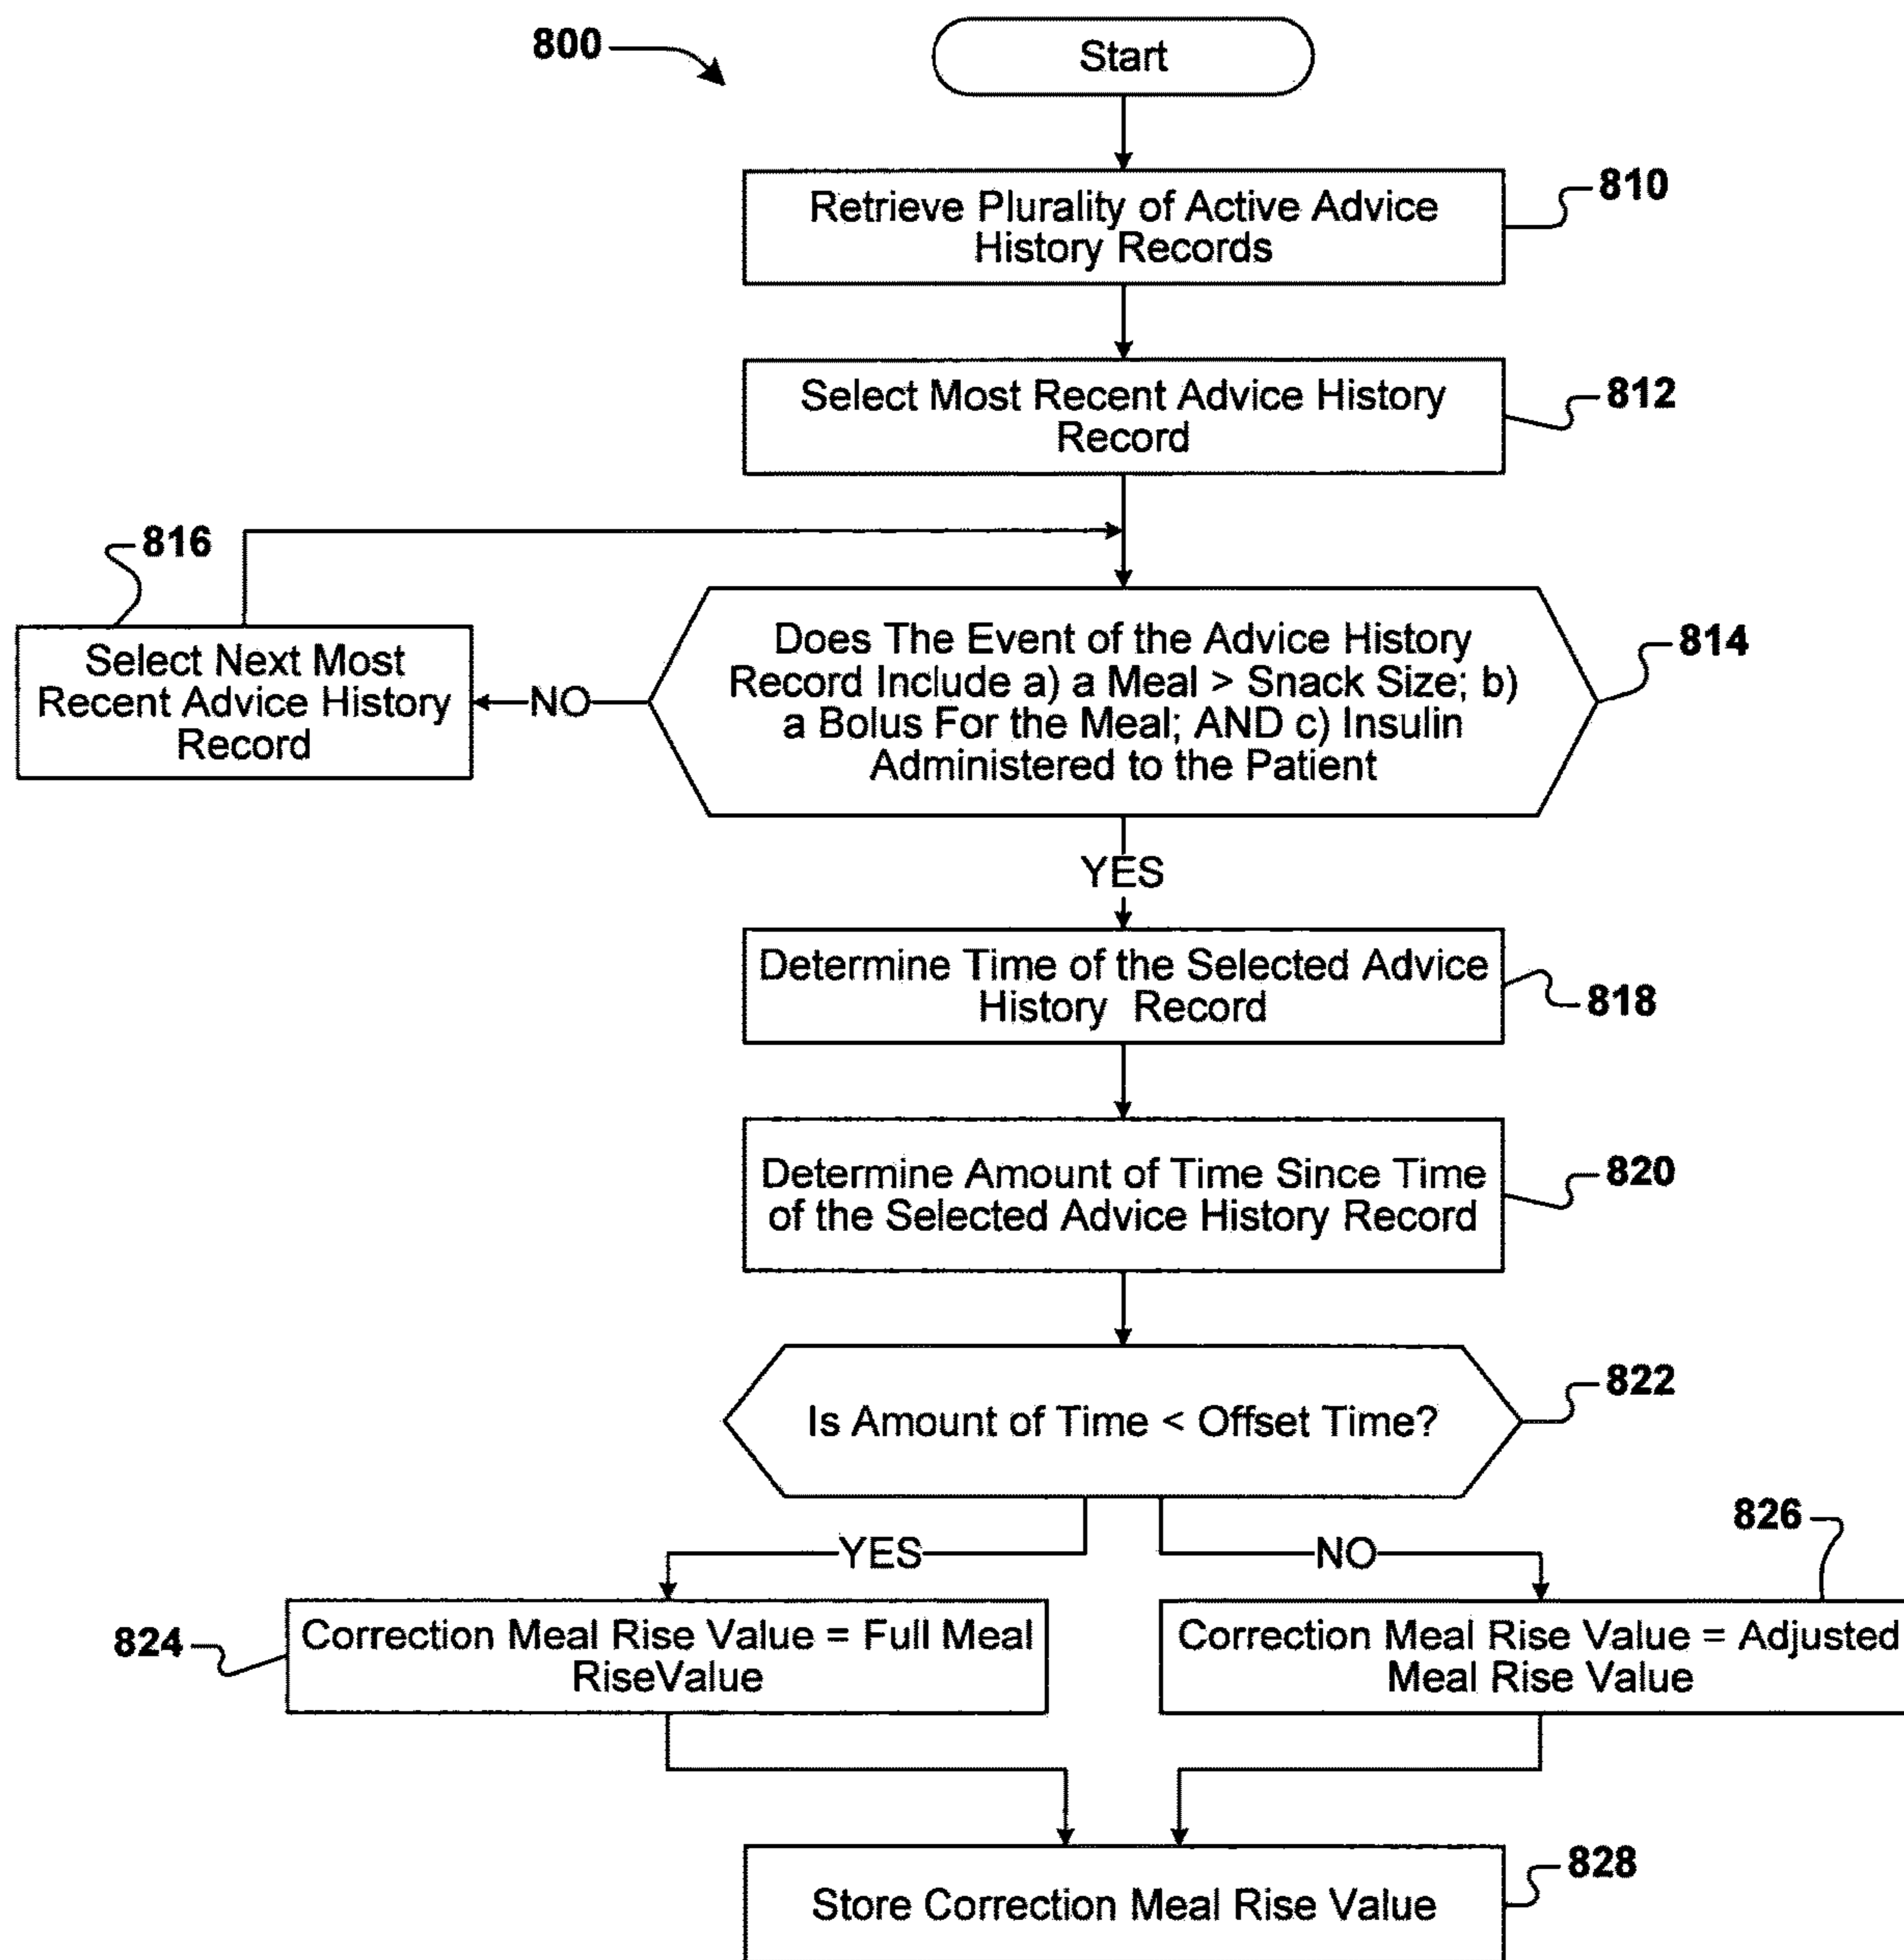 800
Start
Retrieve Plurality of Active Advice
History Records
810
Select Most Recent Advice History
Record
812
816
Select Next Most
Recent Advice History
Record
NO
Does The Event of the Advice History
Record Include a) a Meal > Snack Size; b)
a Bolus For the Meal; AND c) Insulin
Administered to the Patient
814
YES
Determine Time of the Selected Advice
History Record
818
Determine Amount of Time Since Time
of the Selected Advice History Record
820
Is Amount of Time < Offset Time?
822
YES
NO
826
824
Correction Meal Rise Value = Full Meal
RiseValue
Correction Meal Rise Value = Adjusted
Meal Rise Value
Store Correction Meal Rise Value
828